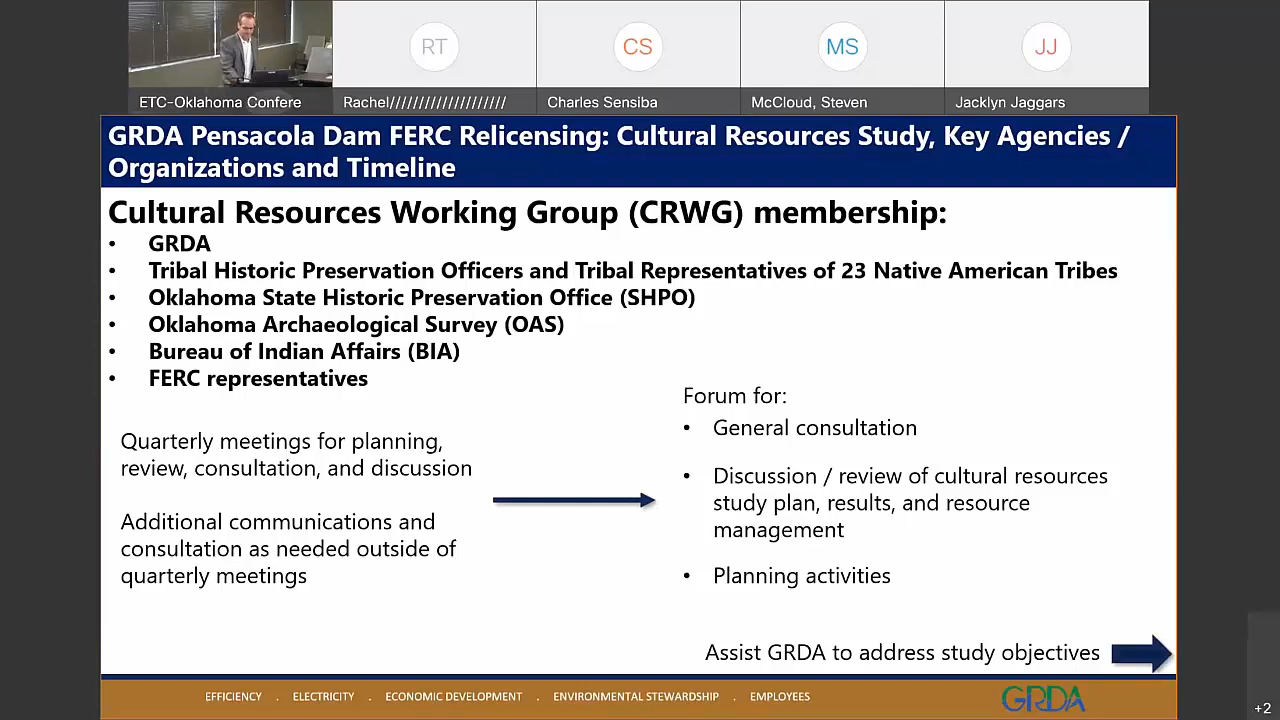 RT
CS
MS
JJ
ETC-Oklahoma Confere
Rachel////////////////////
Charles Sensiba
McCloud, Steven
Jacklyn Jaggars
GRDA Pensacola Dam FERC Relicensing: Cultural Resources Study, Key Agencies /
Organizations and Timeline
Cultural Resources Working Group (CRWG) membership:
• GRDA
• Tribal Historic Preservation Officers and Tribal Representatives of 23 Native American Tribes
• Oklahoma State Historic Preservation Office (SHPO)
• Oklahoma Archaeological Survey (OAS)
• Bureau of Indian Affairs (BIA)
• FERC representatives
Quarterly meetings for planning,
review, consultation, and discussion
Additional communications and
consultation as needed outside of
quarterly meetings
Forum for:
• General consultation
• Discussion / review of cultural resources
study plan, results, and resource
management
• Planning activities
Assist GRDA to address study objectives
EFFICIENCY . ELECTRICITY . ECONOMIC DEVELOPMENT . ENVIRONMENTAL STEWARDSHIP . EMPLOYEES
GRDA
+2